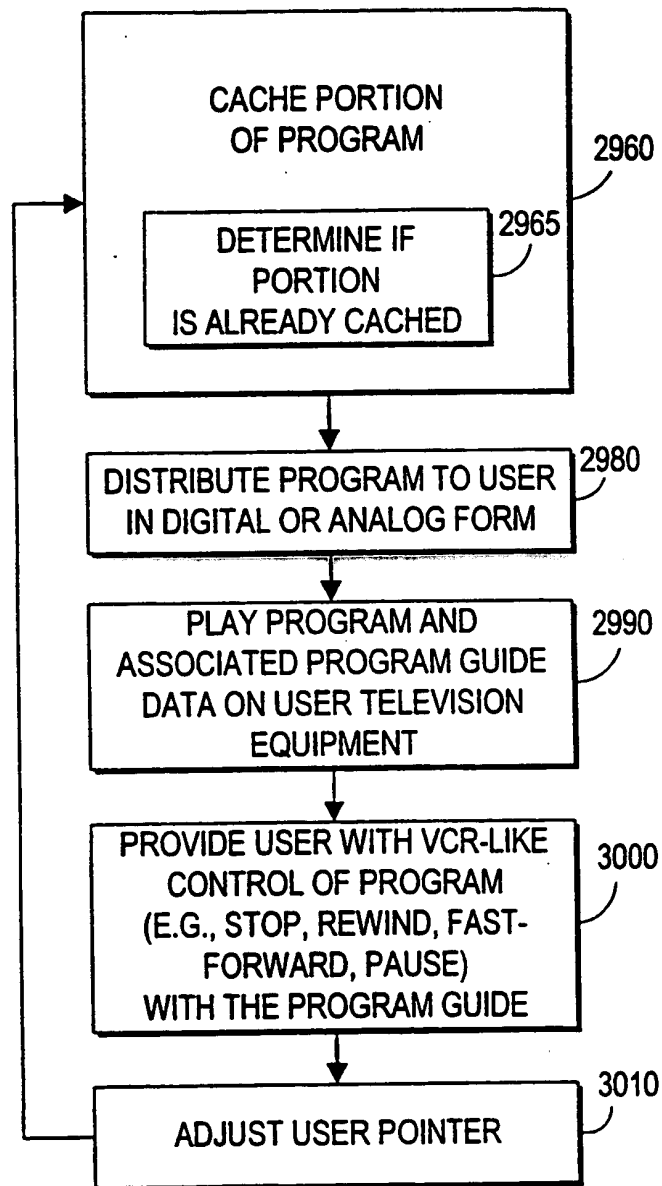 CACHE PORTION
OF PROGRAM
2960
DETERMINE IF
PORTION
IS ALREADY CACHED
2965
DISTRIBUTE PROGRAM TO USER
IN DIGITAL OR ANALOG FORM
2980
PLAY PROGRAM AND
ASSOCIATED PROGRAM GUIDE
DATA ON USER TELEVISION
EQUIPMENT
2990
PROVIDE USER WITH VCR-LIKE
CONTROL OF PROGRAM
(E.G., STOP, REWIND, FAST-
FORWARD, PAUSE)
WITH THE PROGRAM GUIDE
3000
ADJUST USER POINTER
3010